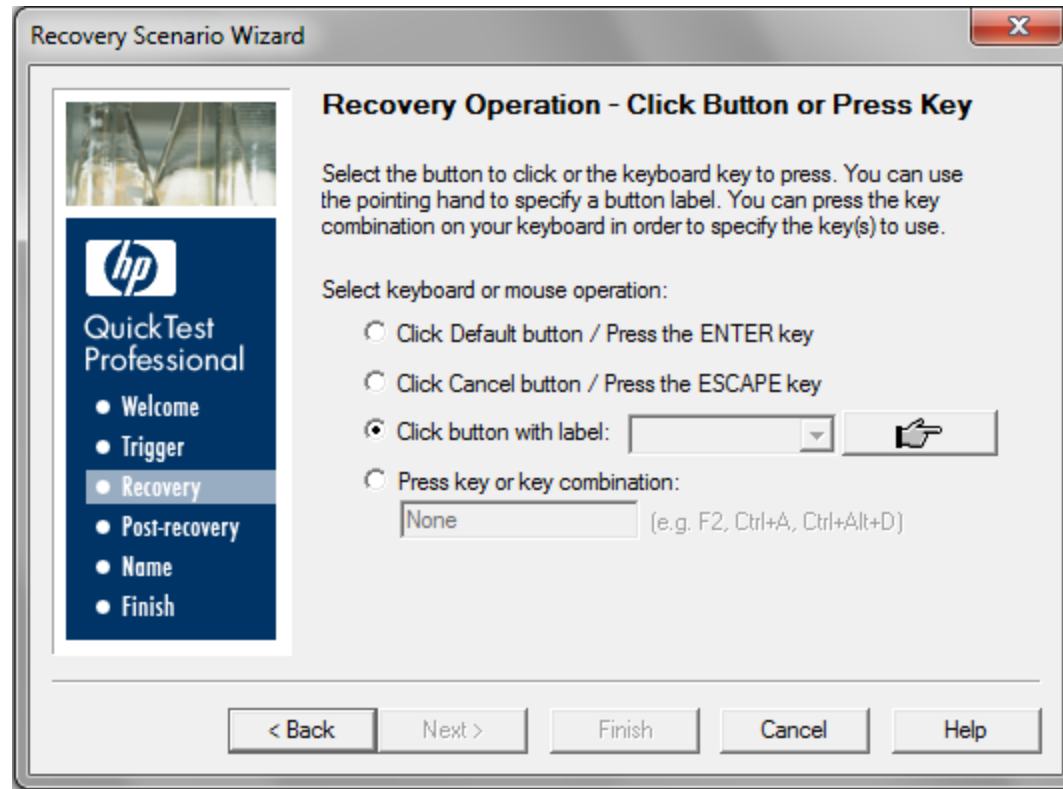 Recovery Scenario Wizard
Recovery Operation - Click Button or Press Key
Select the button to click or the keyboard key to press. You can use
the pointing hand to specify a button label. You can press the key
combination on your keyboard in order to specify the key(s) to use.
hp
QuickTest
Professional
Welcome
Trigger
Recovery
Post-recovery
Name
Finish
Select keyboard or mouse operation:
Click Default button / Press the ENTER key
Click Cancel button / Press the ESCAPE key
Click button with label:
Press key or key combination:
None (e.g. F2, Ctrl+A, Ctrl+Alt+D)
< Back Next > Finish Cancel Help